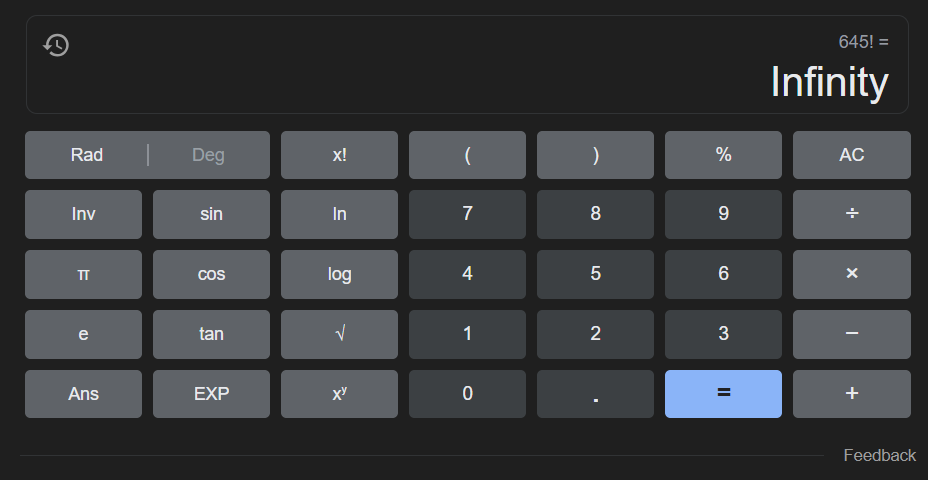 645! =
Infinity
Rad Deg x! ( ) % AC
Inv sin ln 7 8 9 ÷
π cos log 4 5 6 ×
e tan √ 1 2 3 −
Ans EXP xʸ 0 . = +
Feedback